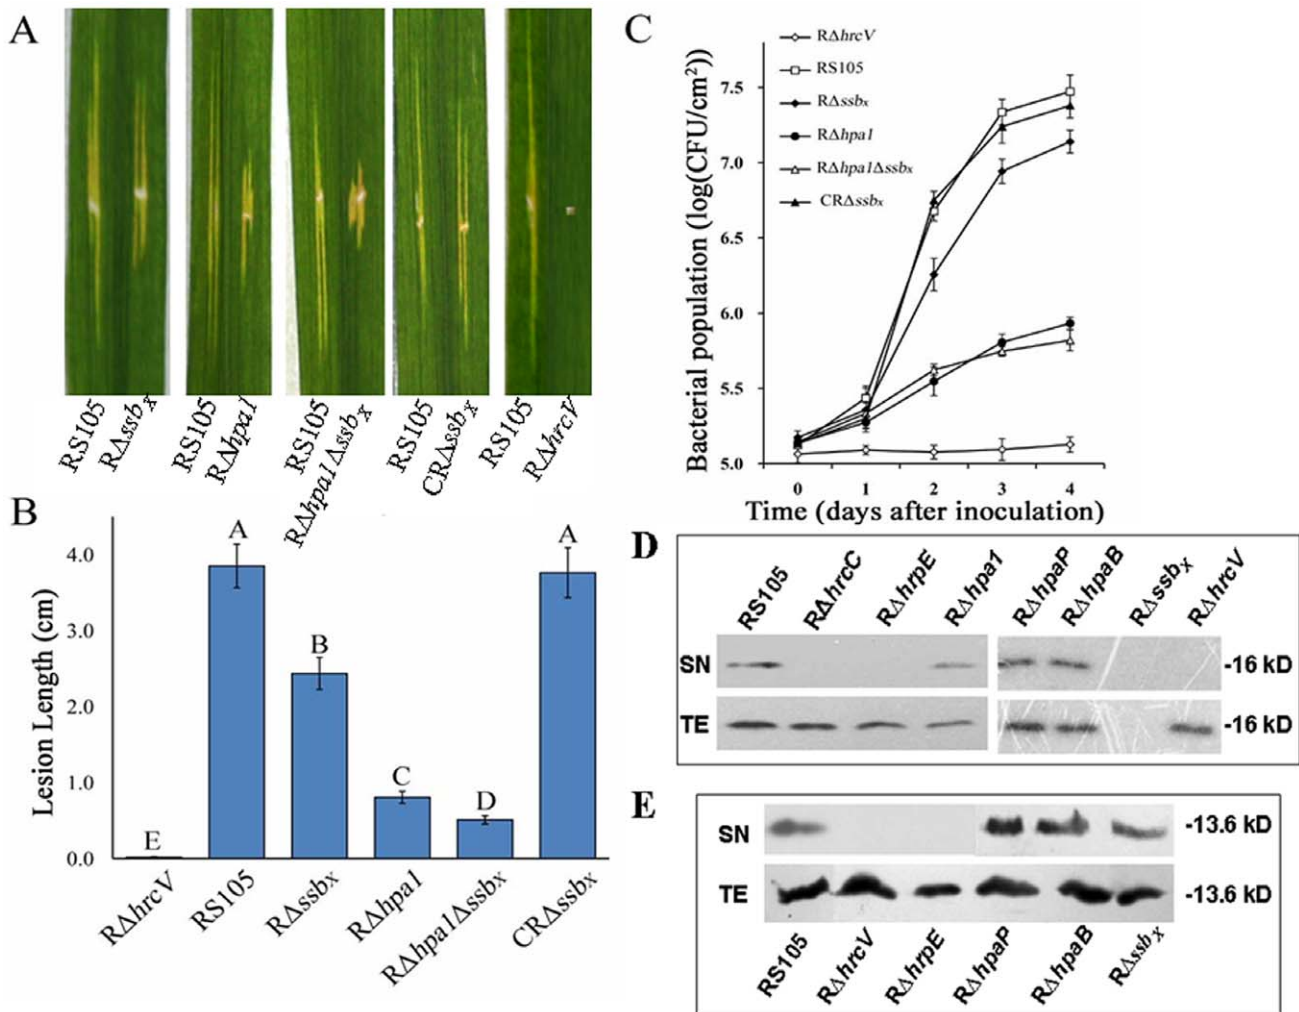 A
RS105
RΔssbx
RS105
RΔhpa1
RS105
RΔhpa1Δssbx
RS105
CRΔssbx
RS105
RΔhrcV
B
Lesion Length (cm)
4.0
3.0
2.0
1.0
0.0
E
A
B
C
D
A
RΔhrcV
RS105
RΔssbx
RΔhpa1
RΔhpa1Δssbx
CRΔssbx
C
RΔhrcV
RS105
RΔssbx
RΔhpa1
RΔhpa1Δssbx
CRΔssbx
Bacterial population (log(CFU/cm²)
7.5
7.0
6.5
6.0
5.5
5.0
0 1 2 3 4
Time (days after inoculation)
D
RS105 RΔhrcC RΔhrpE RΔhpa1 RΔhpaP RΔhpaB RΔssbX RΔhrcV
SN -16 kD
TE -16 kD
E
SN -13.6 kD
TE -13.6 kD
RS105 RΔhrcV RΔhrpE RΔhpaP RΔhpaB RΔssbX